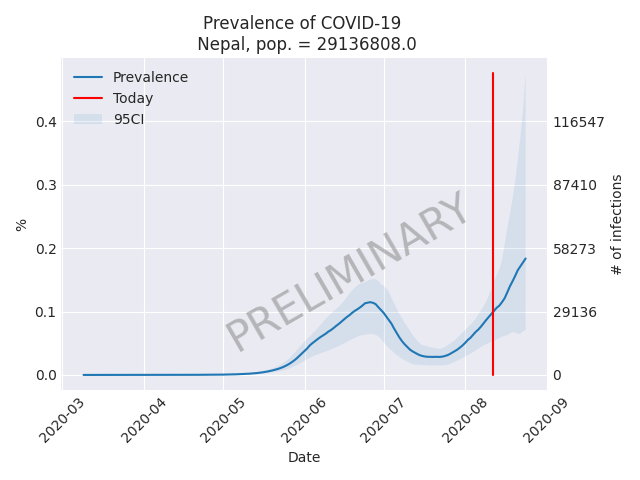 Prevalence of COVID-19
Nepal, pop. = 29136808.0
Prevalence
Today
95CI
0.4
0.3
0.2
0.1
0.0
%
116547
87410
58273
29136
0
# of infections
PRELIMINARY
2020-03
2020-04
2020-05
2020-06
2020-07
2020-08
2020-09
Date